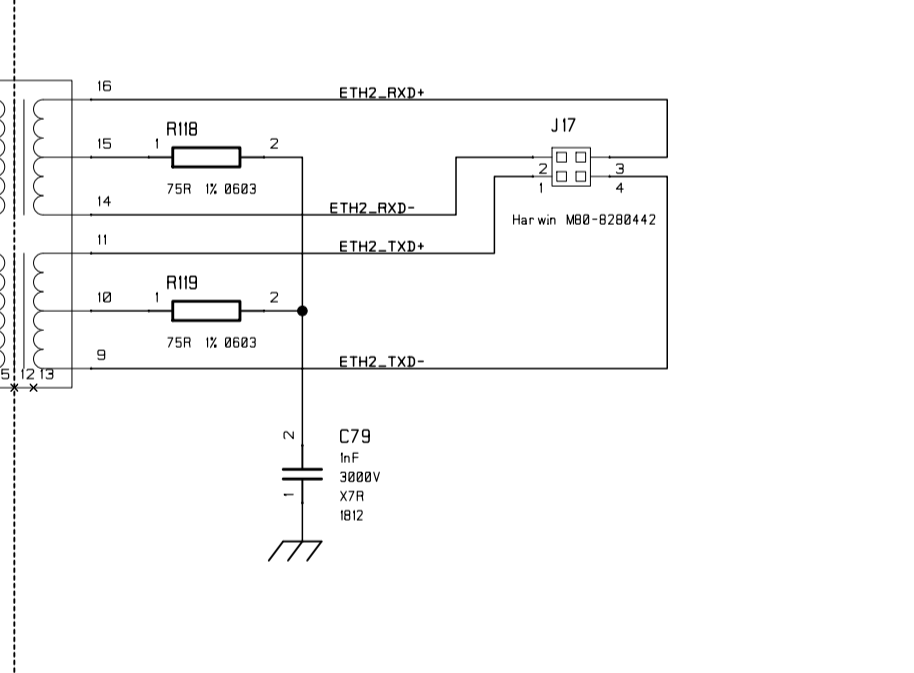 16
ETH2_RXD+
J17
R118
15
1
2
2
3
1
4
75R 1% 0603
14
ETH2_RXD-
Harwin M80-8280442
11
ETH2_TXD+
R119
10
1
2
75R 1% 0603
9
ETH2_TXD-
5
12
13
2
C79
1nF
3000V
1
X7R
1812